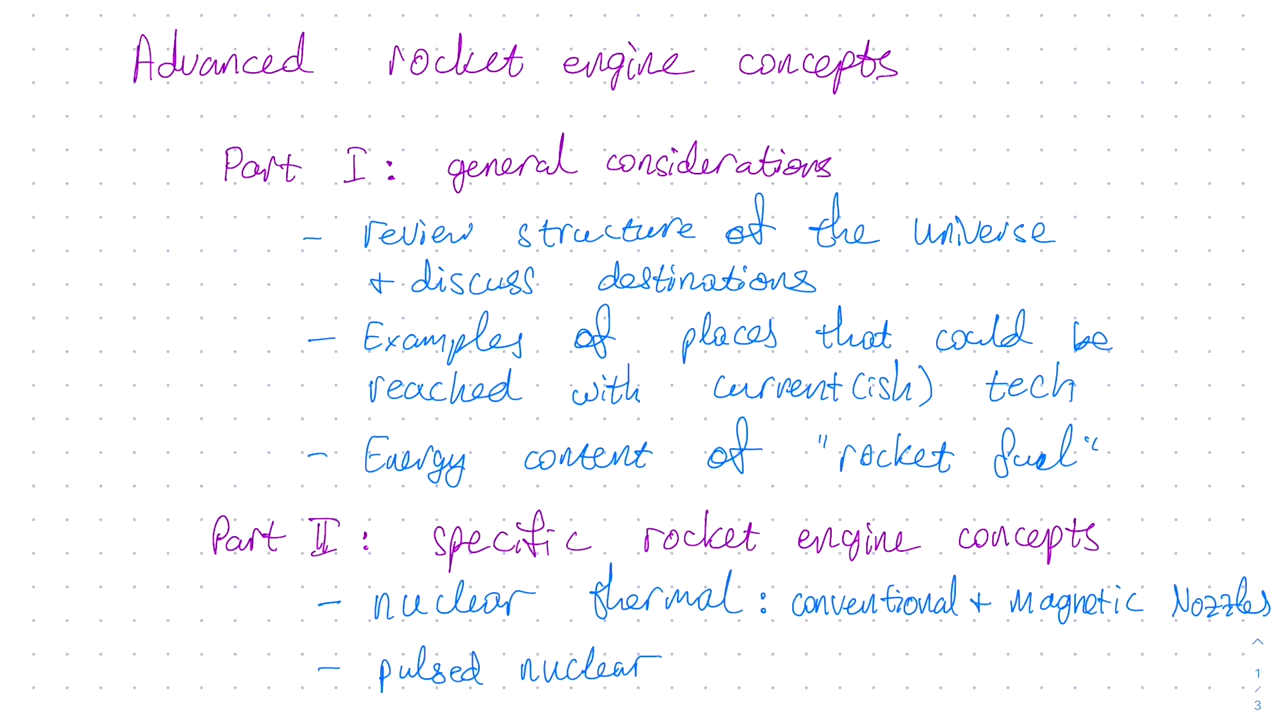 Advanced rocket engine concepts
Part I: general considerations
- review structure of the universe
+ discuss destinations
- Examples of places that could be
reached with current(ish) tech
- Energy content of "rocket fuel"
Part II: specific rocket engine concepts
- nuclear thermal: conventional + Magnetic Nozzles
- pulsed nuclear
1
/
3